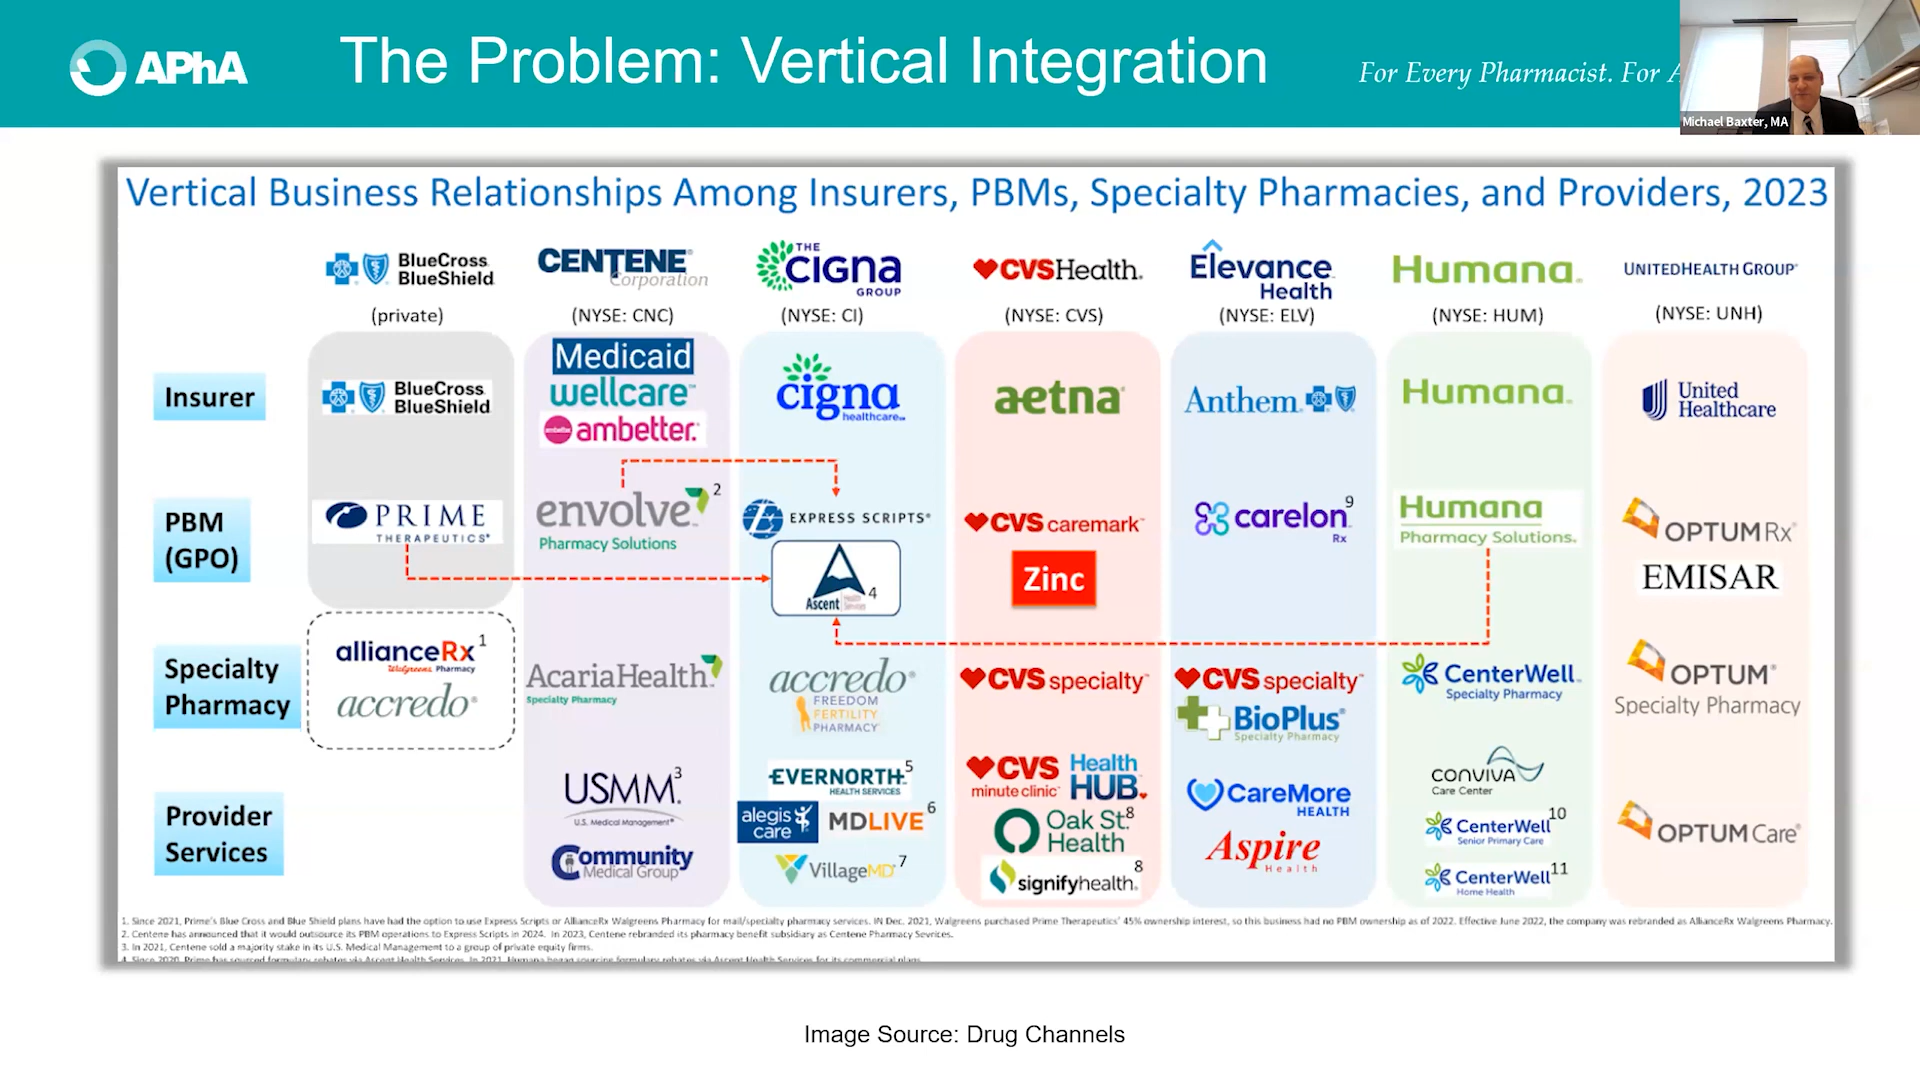 APhA
The Problem: Vertical Integration
For Every Pharmacist. For A
Michael Baxter, MA
Vertical Business Relationships Among Insurers, PBMs, Specialty Pharmacies, and Providers, 2023
BlueCross
BlueShield
(private)
CENTENE
Corporation
(NYSE: CNC)
THE
cigna
GROUP
(NYSE: CI)
CVSHealth.
(NYSE: CVS)
Elevance
Health
(NYSE: ELV)
Humana
(NYSE: HUM)
UNITEDHEALTH GROUP
(NYSE: UNH)
Insurer
BlueCross
BlueShield
Medicaid
wellcare
ambetter
ambetter.
cigna
healthcare
aetna
Anthem
Humana
United
Healthcare
PBM
(GPO)
PRIME
THERAPEUTICS
envolve 2
Pharmacy Solutions
EXPRESS SCRIPTS
Ascent 4
Health
Services
CVS caremark
Zinc
carelon 9
Rx
Humana
Pharmacy Solutions.
OPTUM Rx
EMISAR
Specialty
Pharmacy
allianceRx 1
Walgreens Pharmacy
accredo
AcariaHealth
Specialty Pharmacy
accredo
FREEDOM
FERTILITY
PHARMACY
CVS specialty
CVS specialty
BioPlus
Specialty Pharmacy
CenterWell
Specialty Pharmacy
OPTUM
Specialty Pharmacy
Provider
Services
USMM. 3
U.S. Medical Management
Community
Medical Group
EVERNORTH 5
HEALTH SERVICES
alegis
care
MDLIVE 6
VillageMD 7
CVS
minute clinic
Health
HUB
Oak St. 8
Health
signifyhealth. 8
CareMore
HEALTH
Aspire
Health
CONVIVA
Care Center
CenterWell 10
Senior Primary Care
CenterWell 11
Home Health
OPTUM Care
1. Since 2021, Prime's Blue Cross and Blue Shield plans have had the option to use Express Scripts or AllianceRx Walgreens Pharmacy for mail/specialty pharmacy services. IN Dec. 2021, Walgreens purchased Prime Therapeutics' 45% ownership interest, so this business had no PBM ownership as of 2022. Effective June 2022, the company was rebranded as AllianceRx Walgreens Pharmacy.
2. Centene has announced that it would outsource its PBM operations to Express Scripts in 2024. In 2023, Centene rebranded its pharmacy benefit subsidiary as Centene Pharmacy Sevrices.
3. In 2021, Centene sold a majority stake in its U.S. Medical Management to a group of private equity firms.
4. Since 2020, Prime has sourced formulary rebates via Ascent Health Services. In 2021, Humana began sourcing formulary rebates via Ascent Health Services for its commercial plans.
Image Source: Drug Channels